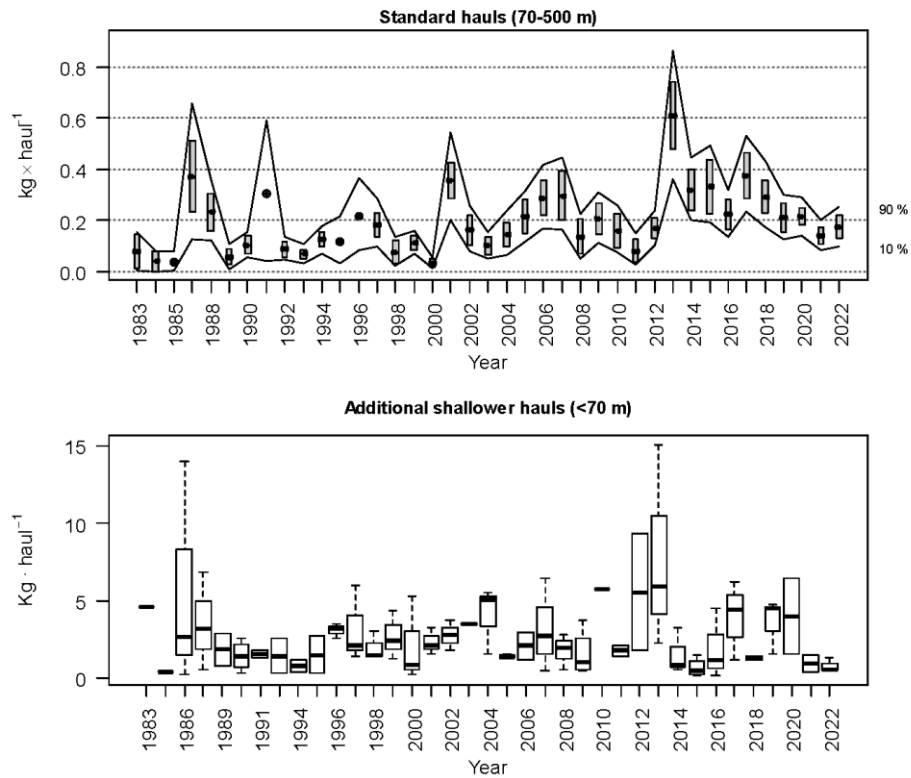 Standard hauls (70-500 m)
kg × haul⁻¹
0.8
0.6
0.4
0.2
0.0
90 %
10 %
1983 1985 1988 1990 1992 1994 1996 1998 2000 2002 2004 2006 2008 2010 2012 2014 2016 2018 2020 2022
Year
Additional shallower hauls (<70 m)
Kg · haul⁻¹
15
10
5
0
1983 1986 1989 1991 1994 1996 1998 2000 2002 2004 2006 2008 2010 2012 2014 2016 2018 2020 2022
Year